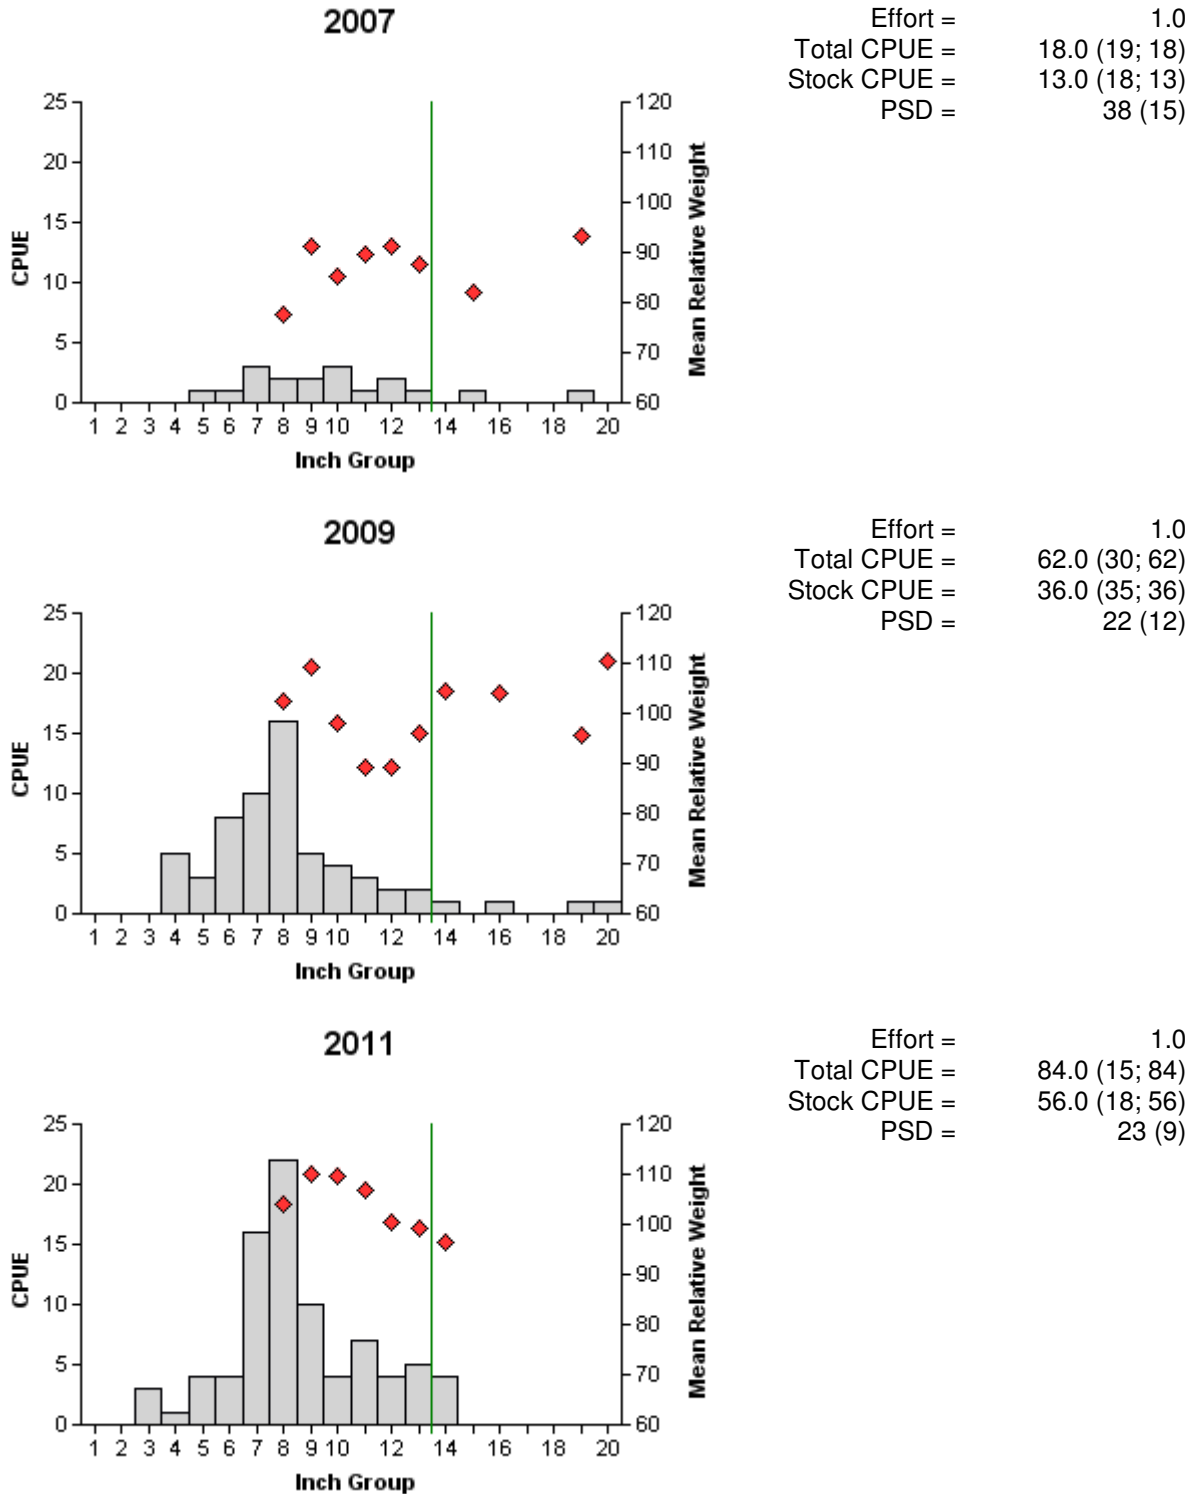 2007
Effort = 1.0
Total CPUE = 18.0 (19; 18)
Stock CPUE = 13.0 (18; 13)
PSD = 38 (15)
25
20
15
10
5
0
CPUE
120
110
100
90
80
70
60
Mean Relative Weight
1 2 3 4 5 6 7 8 9 10 12 14 16 18 20
Inch Group
2009
Effort = 1.0
Total CPUE = 62.0 (30; 62)
Stock CPUE = 36.0 (35; 36)
PSD = 22 (12)
25
20
15
10
5
0
CPUE
120
110
100
90
80
70
60
Mean Relative Weight
1 2 3 4 5 6 7 8 9 10 12 14 16 18 20
Inch Group
2011
Effort = 1.0
Total CPUE = 84.0 (15; 84)
Stock CPUE = 56.0 (18; 56)
PSD = 23 (9)
25
20
15
10
5
0
CPUE
120
110
100
90
80
70
60
Mean Relative Weight
1 2 3 4 5 6 7 8 9 10 12 14 16 18 20
Inch Group